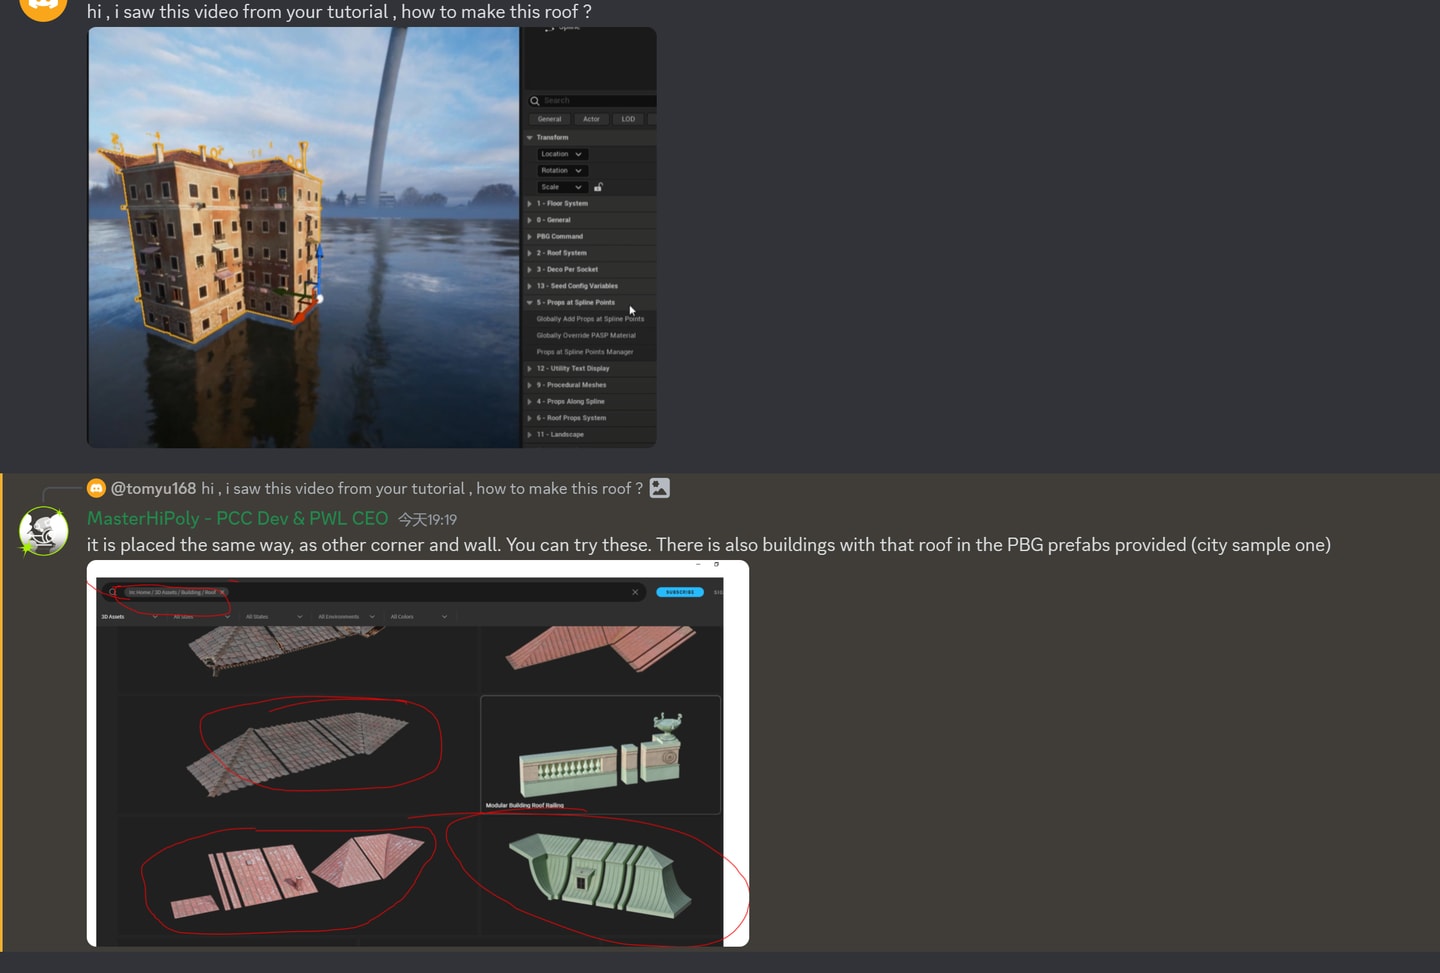 hi , i saw this video from your tutorial , how to make this roof ?
Search
General Actor LOD
Transform
Location
Rotation
Scale
1 - Floor System
0 - General
PBG Command
2 - Roof System
3 - Deco Per Socket
13 - Seed Config Variables
5 - Props at Spline Points
Globally Add Props at Spline Points
Globally Override PASP Material
Props at Spline Points Manager
12 - Utility Text Display
9 - Procedural Meshes
4 - Props Along Spline
6 - Roof Props System
11 - Landscape
@tomyu168 hi , i saw this video from your tutorial , how to make this roof ?
MasterHiPoly - PCC Dev & PWL CEO 今天19:19
it is placed the same way, as other corner and wall. You can try these. There is also buildings with that roof in the PBG prefabs provided (city sample one)
Home / 3D Assets / Building / Roof
SUBSCRIBE
3D Assets All States All Environments All Colors
Modular Building Roof Railing